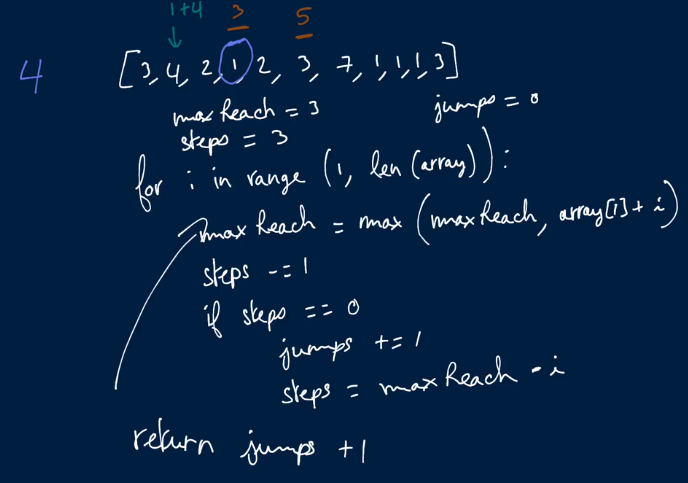 1+4 3 5
4 [3, 4, 2, 1, 2, 3, 7, 1, 1, 1, 3]
maxReach = 3 jumps = 0
steps = 3
for i in range (1, len(array)):
maxReach = max (maxReach, array[i] + i)
steps -= 1
if steps == 0
jumps += 1
steps = maxReach - i
return jumps +1